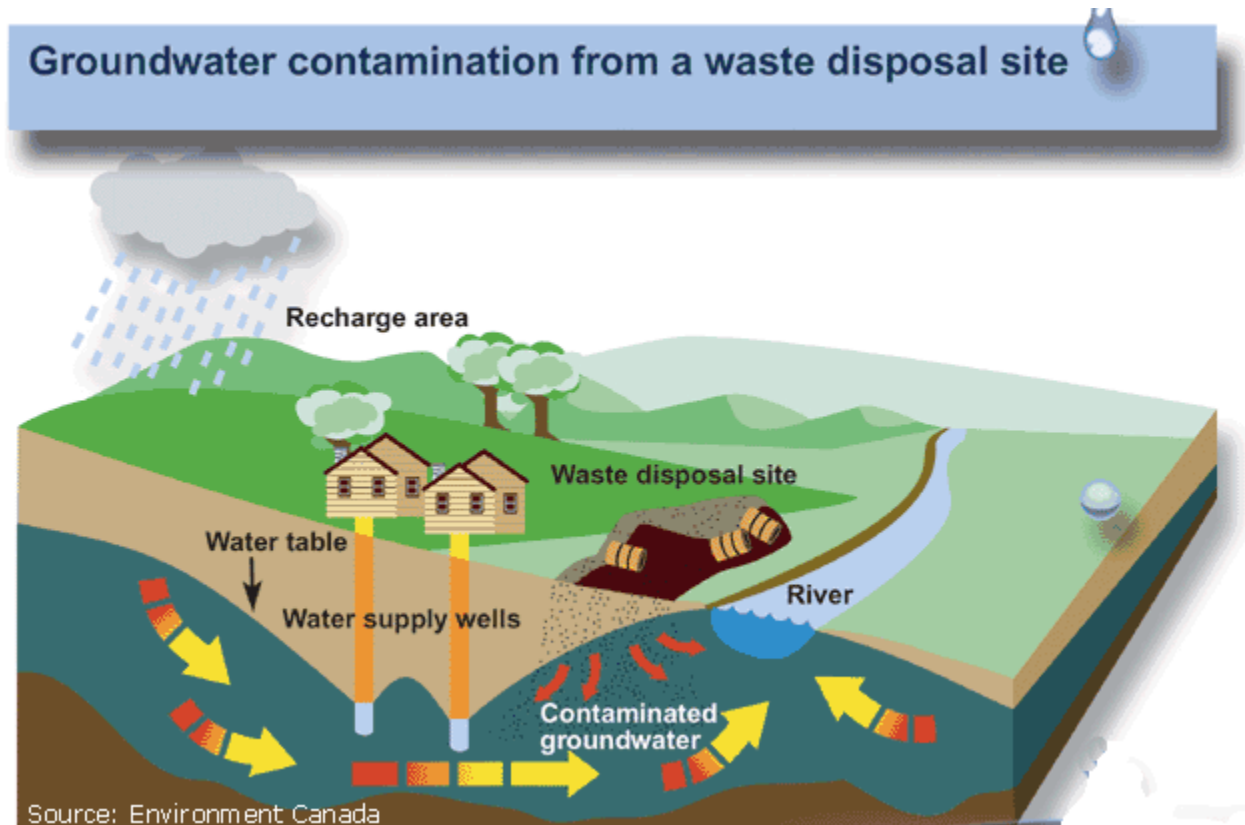 Groundwater contamination from a waste disposal site
Recharge area
Waste disposal site
Water table
River
Water supply wells
Contaminated
groundwater
Source: Environment Canada